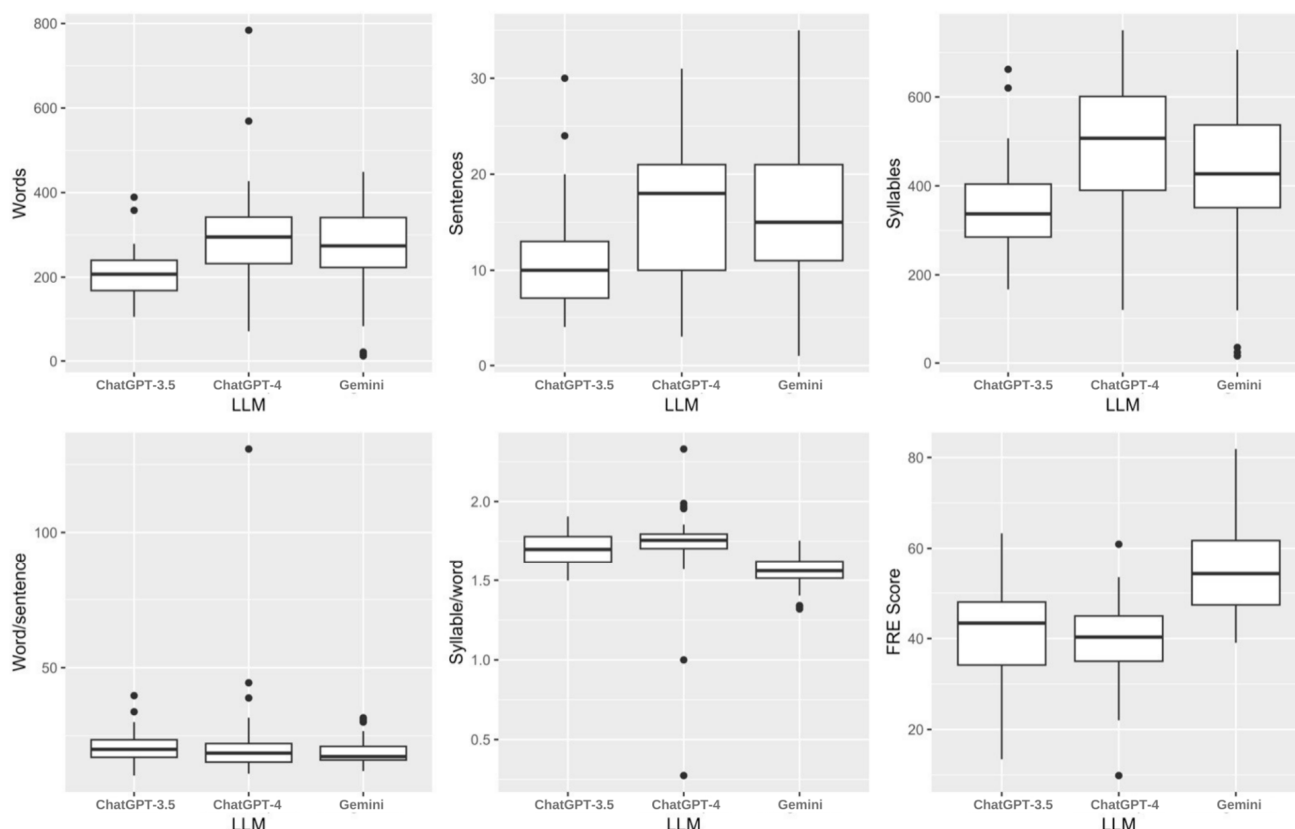 Words
800
600
400
200
0
ChatGPT-3.5 ChatGPT-4 Gemini
LLM
Sentences
30
20
10
0
ChatGPT-3.5 ChatGPT-4 Gemini
LLM
Syllables
600
400
200
0
ChatGPT-3.5 ChatGPT-4 Gemini
LLM
Word/sentence
100
50
ChatGPT-3.5 ChatGPT-4 Gemini
LLM
Syllable/word
2.0
1.5
1.0
0.5
ChatGPT-3.5 ChatGPT-4 Gemini
LLM
FRE Score
80
60
40
20
ChatGPT-3.5 ChatGPT-4 Gemini
LLM